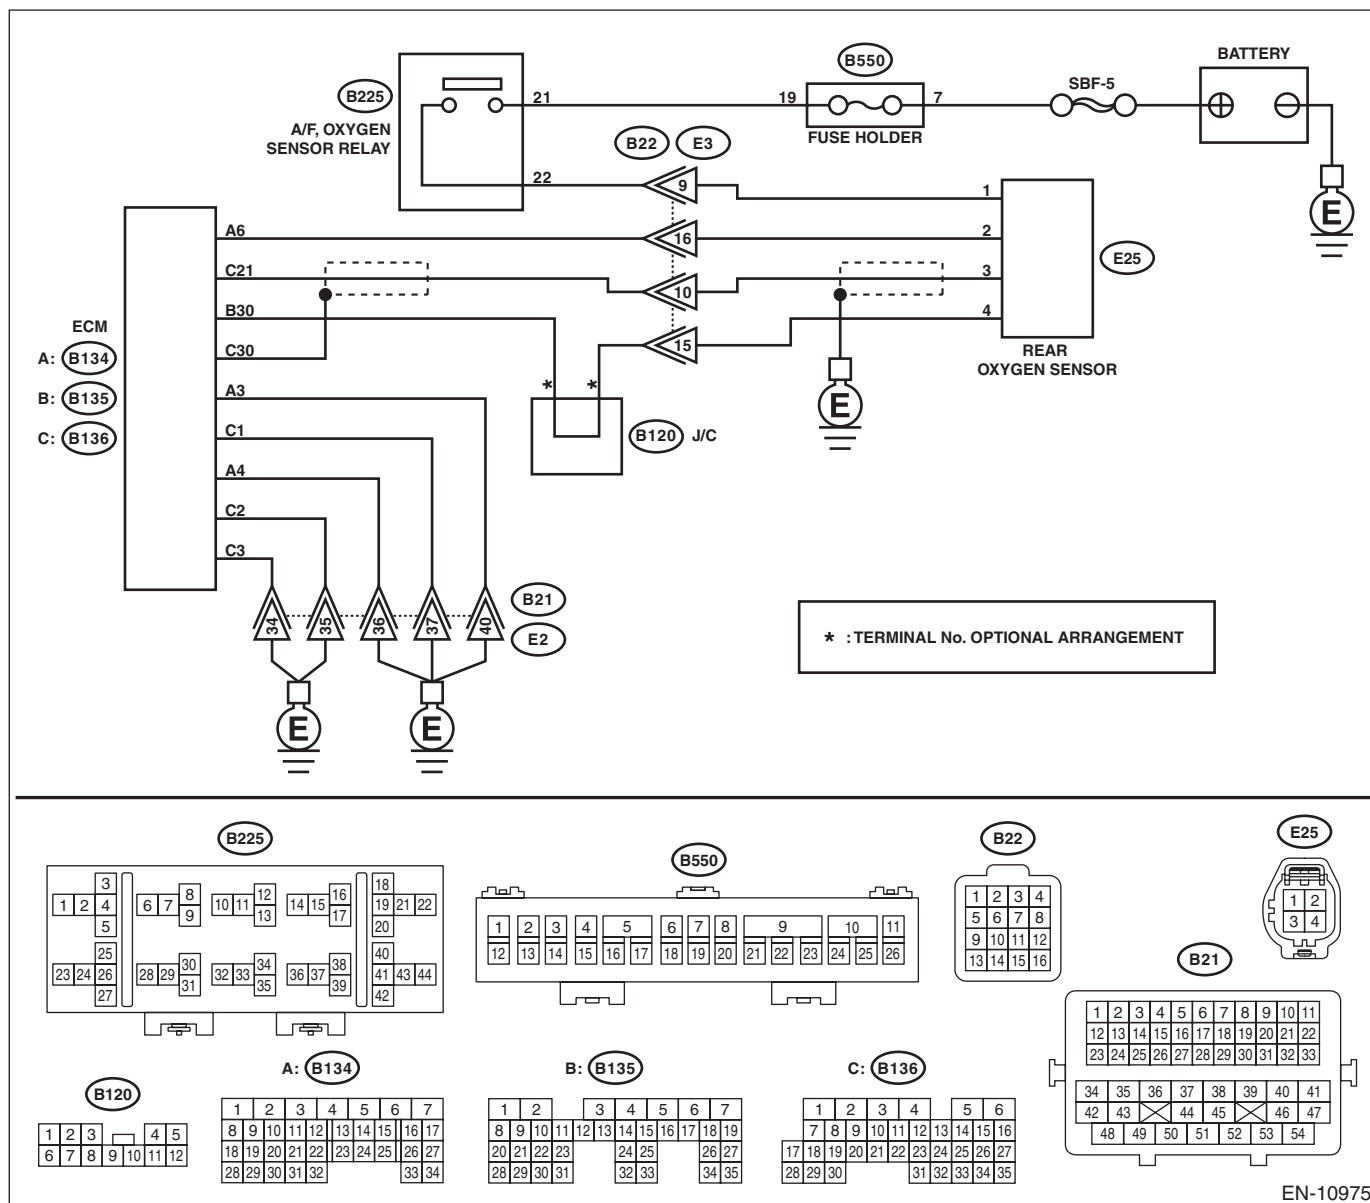 B550
BATTERY
SBF-5
B225
21
19
7
A/F, OXYGEN
SENSOR RELAY
FUSE HOLDER
B22 E3
22
9
1
E
A6
16
2
C21
10
3
E25
B30
4
ECM
C30
15
REAR
OXYGEN SENSOR
A: B134
A3
* *
E
B: B135
C1
B120 J/C
C: B136
A4
C2
C3
B21
34 35 36 37 40
E2
* : TERMINAL No. OPTIONAL ARRANGEMENT
E E
B225
3 8 12 16 18
1 2 4 6 7 10 11 14 15 19 21 22
5 9 13 17 20
25 30 34 38 40
23 24 26 28 29 32 33 36 37 41 43 44
27 31 35 39 42
B550
1 2 3 4 5 6 7 8 9 10 11
12 13 14 15 16 17 18 19 20 21 22 23 24 25 26
B22
1 2 3 4
5 6 7 8
9 10 11 12
13 14 15 16
E25
1 2
3 4
B21
1 2 3 4 5 6 7 8 9 10 11
12 13 14 15 16 17 18 19 20 21 22
23 24 25 26 27 28 29 30 31 32 33
34 35 36 37 38 39 40 41
42 43 44 45 46 47
48 49 50 51 52 53 54
B120
1 2 3 4 5
6 7 8 9 10 11 12
A: B134
1 2 3 4 5 6 7
8 9 10 11 12 13 14 15 16 17
18 19 20 21 22 23 24 25 26 27
28 29 30 31 32 33 34
B: B135
1 2 3 4 5 6 7
8 9 10 11 12 13 14 15 16 17 18 19
20 21 22 23 24 25 26 27
28 29 30 31 32 33 34 35
C: B136
1 2 3 4 5 6
7 8 9 10 11 12 13 14 15 16
17 18 19 20 21 22 23 24 25 26 27
28 29 30 31 32 33 34 35
EN-10975